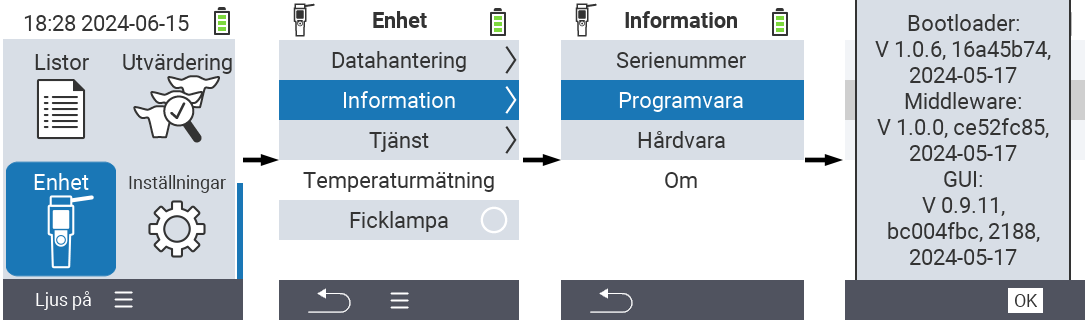 18:28 2024-06-15
Listor Utvärdering
Enhet Inställningar
Ljus på
Enhet
Datahantering
Information
Tjänst
Temperaturmätning
Ficklampa
Information
Serienummer
Programvara
Hårdvara
Om
Bootloader:
V 1.0.6, 16a45b74,
2024-05-17
Middleware:
V 1.0.0, ce52fc85,
2024-05-17
GUI:
V 0.9.11,
bc004fbc, 2188,
2024-05-17
OK